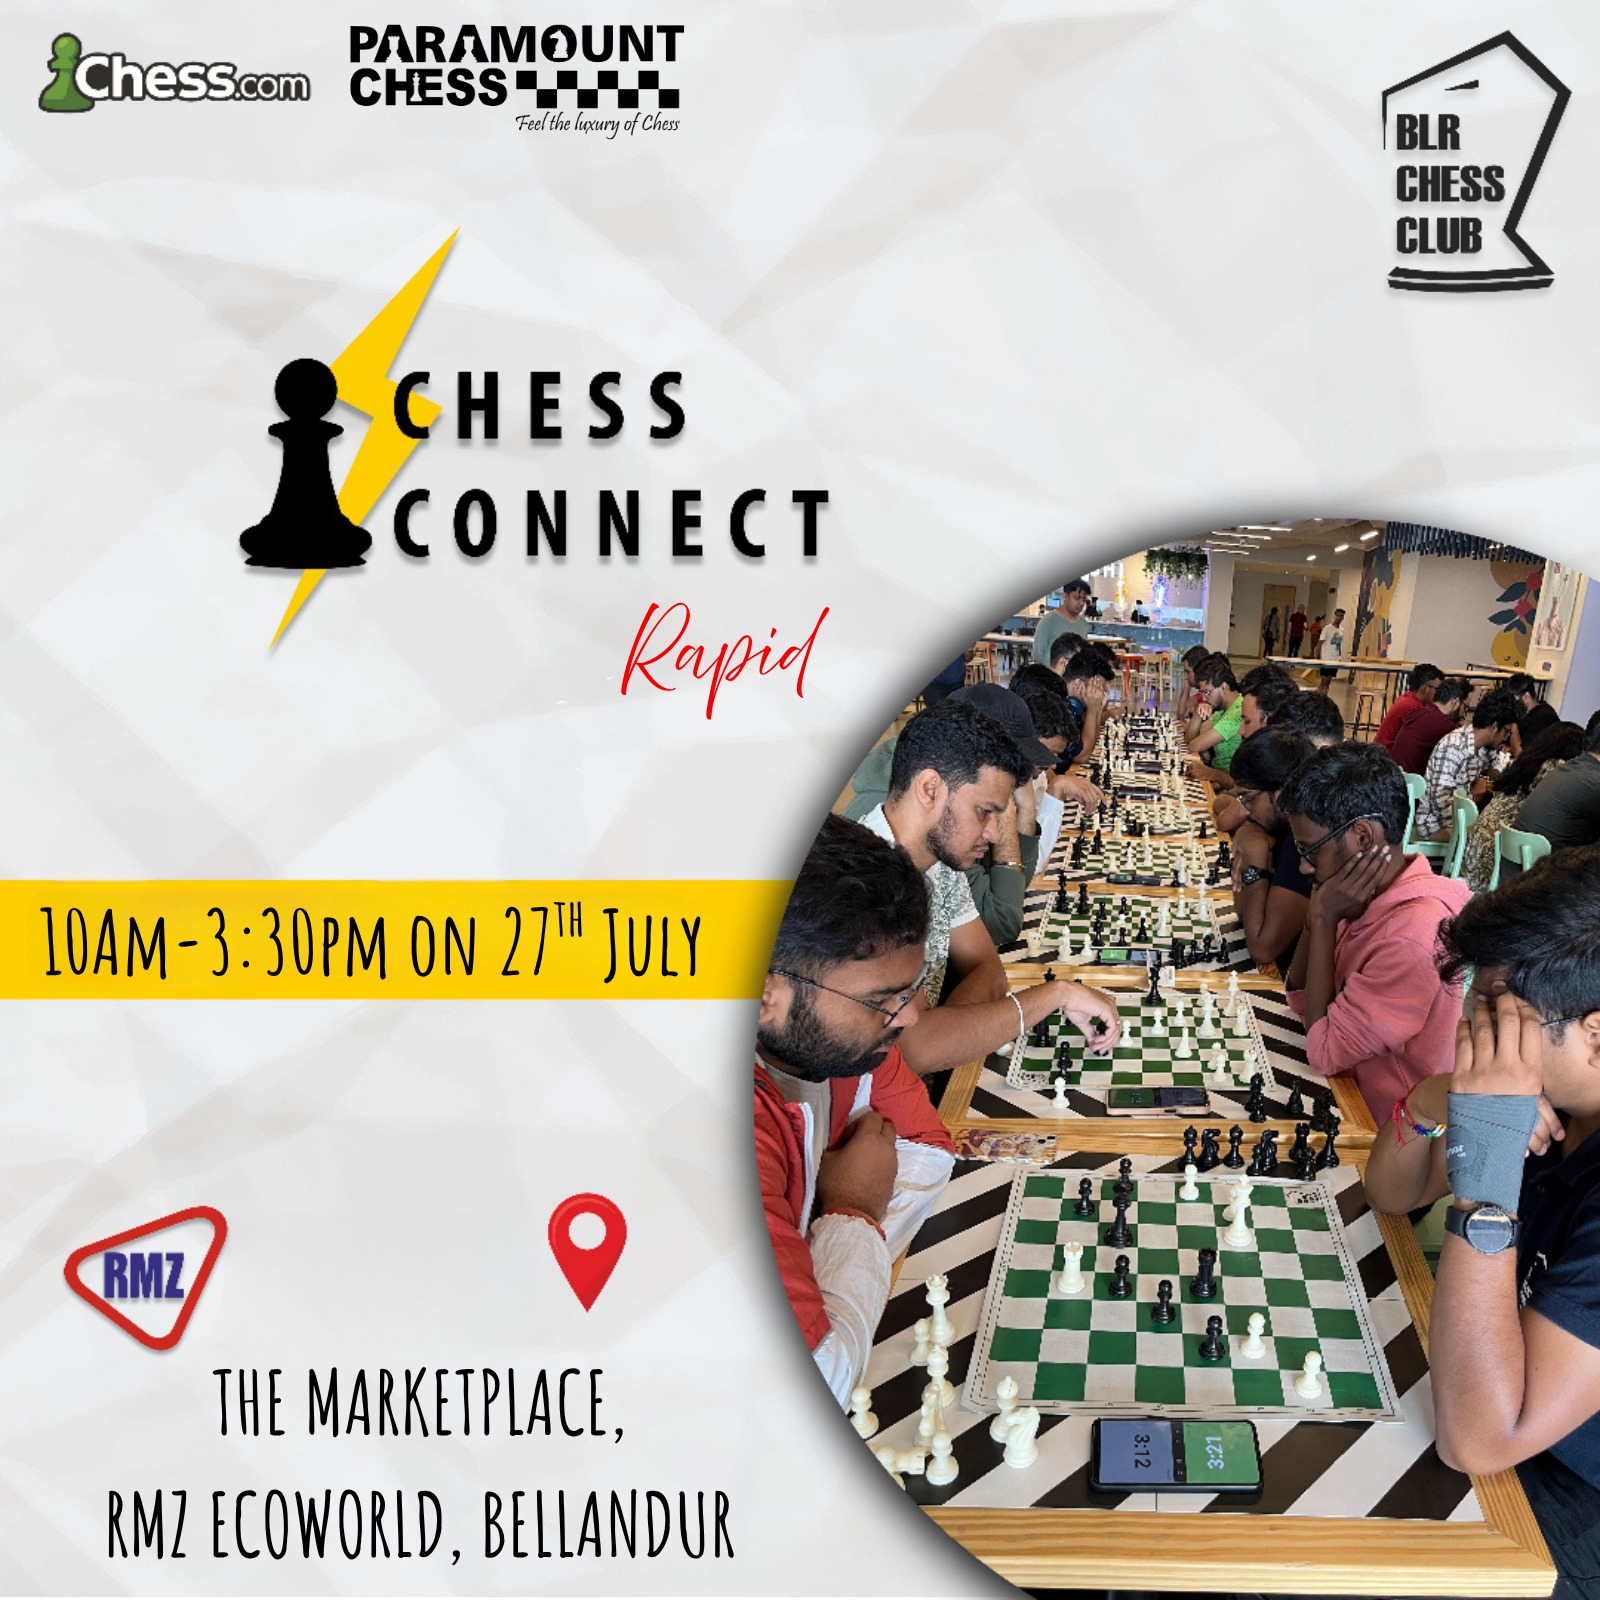 Chess.com
PARAMOUNT
CHESS
Feel the luxury of Chess
BLR
CHESS
CLUB
CHESS
CONNECT
Rapid
10AM-3:30PM ON 27TH JULY
RMZ
THE MARKETPLACE,
RMZ ECOWORLD, BELLANDUR
3:12
3:21